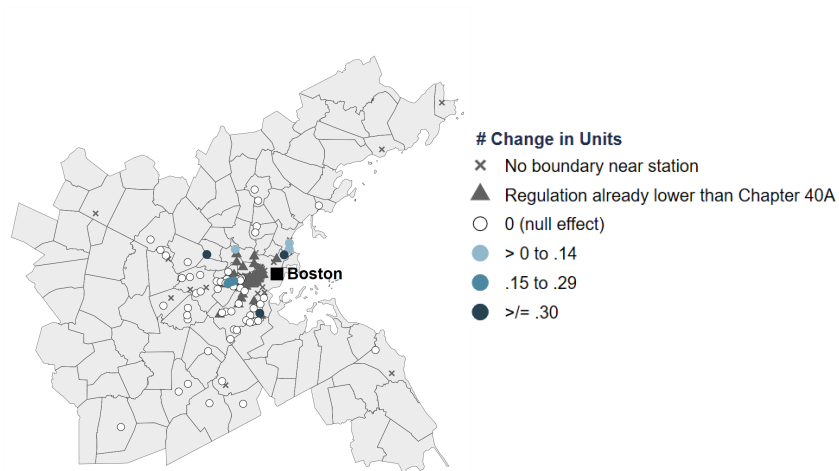 # Change in Units
No boundary near station
Regulation already lower than Chapter 40A
0 (null effect)
> 0 to .14
Boston
.15 to .29
>/= .30